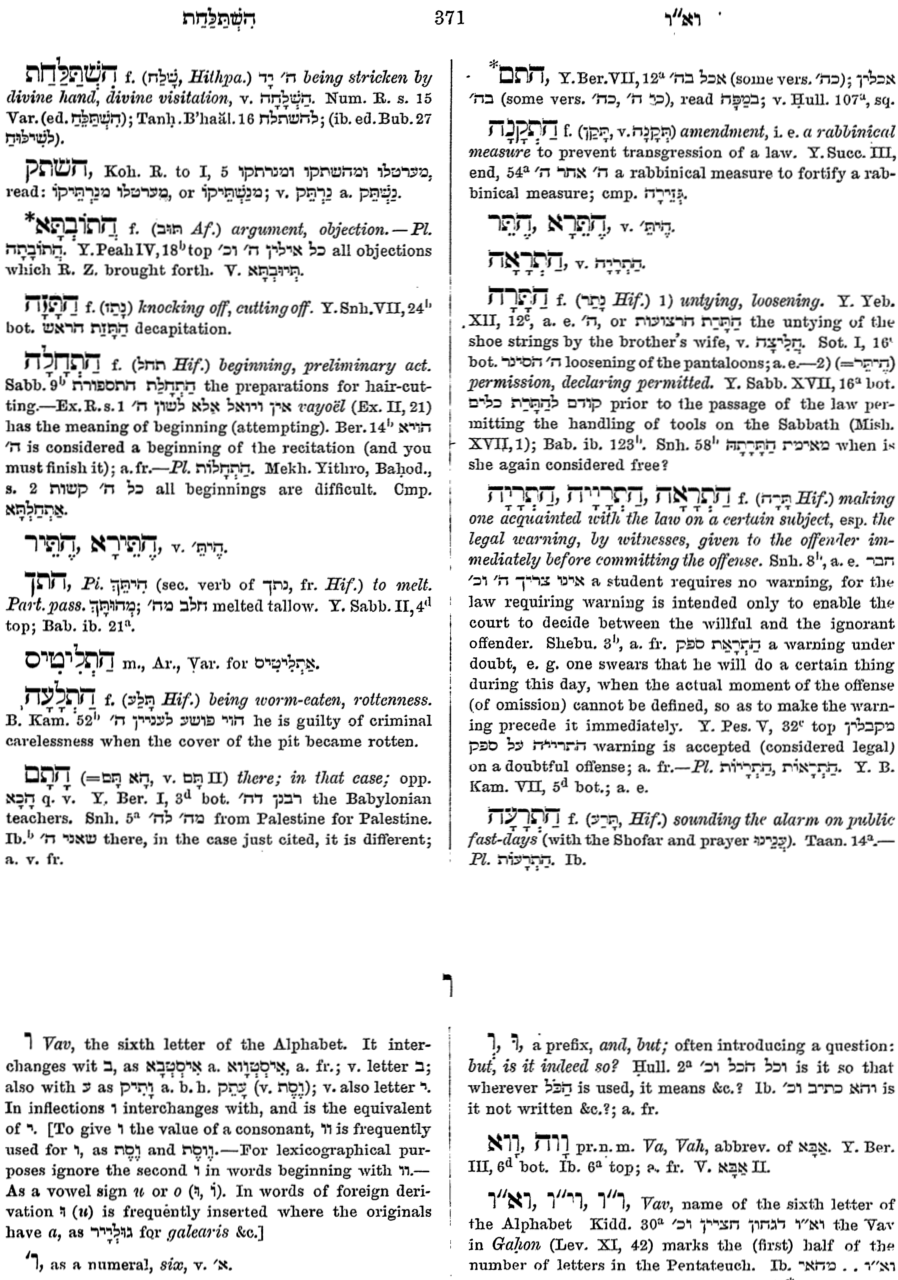 הִשְׁתַּלַּחַת 371 וא״ו
הִשְׁתַּלַּחַת f. (שָׁלַח, Hithpa.) ה׳ יָד being stricken by
divine hand, divine visitation, v. הַשְׁלָחָה. Num. R. s. 15
Var. (ed. הִשְׁתַּלַּח); Tanḥ. B'haăl. 16 להשתלח; (ib. ed. Bub. 27
לְשִׁילּוּחַ).
השתק, Koh. R. to I, 5 מערטלו ומהשתקו ומנרתקו,
read: מְעַרְטְלוֹ מִנַּרְתֵּיקוֹ, or מִנַּשְׁתֵּיקוֹ; v. נַרְתֵּק a. נַשְׁתֵּק.
*הֲתוֹבְתָּא f. (תוב Af.) argument, objection.—Pl.
הֲתוֹבָתָה. Y. Peah IV, 18ᵇ top כל אילין ה׳ וכ׳ all objections
which R. Z. brought forth. V. תְּיוּבְתָּא.
הַתָּזָה f. (נתז) knocking off, cutting off. Y. Snh. VII, 24ᵇ
bot. הַתָּזַת הראש decapitation.
הַתְחָלָה f. (תחל Hif.) beginning, preliminary act.
Sabb. 9ᵇ הַתְחָלַת התספורת the preparations for hair-cut-
ting.—Ex. R. s. 1 אין ויואל אלא לשון ה׳ vayoël (Ex. II, 21)
has the meaning of beginning (attempting). Ber. 14ᵇ הויא
ה׳ is considered a beginning of the recitation (and you
must finish it); a. fr.—Pl. הַתְחָלוֹת. Mekh. Yithro, Baḥod.,
s. 2 כל ה׳ קשות all beginnings are difficult. Cmp.
אַתְחַלְתָּא.
הֶתֵּירָא, הֶתֵּיר, v. הֶיתֵּ׳.
התך, Pi. הִיתֵּךְ (sec. verb of נתך, fr. Hif.) to melt.
Part. pass. מְהוּתָּךְ; חלב מה׳ melted tallow. Y. Sabb. II, 4ᵈ
top; Bab. ib. 21ᵃ.
הַתְלִיטִיס m., Ar., Var. for אַתְלִיטִיס.
הַתְלָעָה f. (תָּלַע Hif.) being worm-eaten, rottenness.
B. Kam. 52ᵇ הוי פושע לענין ה׳ he is guilty of criminal
carelessness when the cover of the pit became rotten.
הָתָם (=הָא תַּם, v. תַּם II) there; in that case; opp.
הָכָא q. v. Y. Ber. I, 3ᵈ bot. רבנן דה׳ the Babylonian
teachers. Snh. 5ᵃ מה׳ לה׳ from Palestine for Palestine.
Ib.ᵇ שאני ה׳ there, in the case just cited, it is different;
a. v. fr.
*התם, Y. Ber. VII, 12ᵃ אכל בה׳ (some vers. כה׳); אכלין
בה׳ (some vers. כה׳, כי ה׳), read בְּמַפָּה; v. Ḥull. 107ᵃ, sq.
הַתְקָנָה f. (תָּקַן, v. תַּקָּנָה) amendment, i. e. a rabbinical
measure to prevent transgression of a law. Y. Succ. III,
end, 54ᵃ ה׳ אחר ה׳ a rabbinical measure to fortify a rab-
binical measure; cmp. גְּזֵירָה.
הֶתֵּרָא, הֶתֵּר, v. הֶיתֵּ׳.
הַתְרָאָה, v. הַתְרָיָה.
הַתָּרָה f. (נָתַר Hif.) 1) untying, loosening. Y. Yeb.
XII, 12ᶜ, a. e. ה׳, or הַתָּרַת הרצועות the untying of the
shoe strings by the brother's wife, v. חֲלִיצָה. Sot. I, 16ᶜ
bot. ה׳ הסינר loosening of the pantaloons; a. e.—2) (=הֶיתֵּר)
permission, declaring permitted. Y. Sabb. XVII, 16ᵃ bot.
קודם לְהַתָּרַת כלים prior to the passage of the law per-
mitting the handling of tools on the Sabbath (Mish.
XVII, 1); Bab. ib. 123ᵇ. Snh. 58ᵇ מאימת הַתָּרָתָהּ when is
she again considered free?
הַתְרָאָה, הַתְרָיָיה, הַתְרָיָה f. (תָּרָה Hif.) making
one acquainted with the law on a certain subject, esp. the
legal warning, by witnesses, given to the offender im-
mediately before committing the offense. Snh. 8ᵇ, a. e. חבר
אינו צריך ה׳ וכ׳ a student requires no warning, for the
law requiring warning is intended only to enable the
court to decide between the willful and the ignorant
offender. Shebu. 3ᵇ, a. fr. הַתְרָאַת ספק a warning under
doubt, e. g. one swears that he will do a certain thing
during this day, when the actual moment of the offense
(of omission) cannot be defined, so as to make the warn-
ing precede it immediately. Y. Pes. V, 32ᶜ top מקבלין
התרייה על ספק warning is accepted (considered legal)
on a doubtful offense; a. fr.—Pl. הַתְרָאוֹת, הַתְרָיוֹת. Y. B.
Kam. VII, 5ᵈ bot.; a. e.
הַתְרָעָה f. (תָּרַע, Hif.) sounding the alarm on public
fast-days (with the Shofar and prayer עֲנֵינוּ). Taan. 14ᵃ.—
Pl. הַתְרָעוֹת. Ib.
ו
ו Vav, the sixth letter of the Alphabet. It inter-
changes wit ב, as אִיסְטְבָא a. אִיסְטְוָוא, a. fr.; v. letter ב;
also with ע as וָתִיק a. b. h. עָתֵק (v. וֶסֶת); v. also letter י.
In inflections ו interchanges with, and is the equivalent
of י. [To give ו the value of a consonant, וו is frequently
used for ו, as וֶוסֶת and וֶסֶת.—For lexicographical pur-
poses ignore the second ו in words beginning with וו.—
As a vowel sign u or o (וּ, וֹ). In words of foreign deri-
vation וּ (u) is frequently inserted where the originals
have a, as גּוּלְיָיר for galearis &c.]
ו׳, as a numeral, six, v. א׳.
וְ, וּ, a prefix, and, but; often introducing a question:
but, is it indeed so? Ḥull. 2ᵃ וכל הכל וכ׳ is it so that
wherever הַכֹּל is used, it means &c.? Ib. והא כתיב וכ׳ is
it not written &c.?; a. fr.
וָה, וָא pr. n. m. Va, Vah, abbrev. of אַבָּא. Y. Ber.
III, 6ᵈ bot. Ib. 6ᵃ top; a. fr. V. אַבָּא II.
ו״ו, וי״ו, וא״ו, Vav, name of the sixth letter of
the Alphabet Kidd. 30ᵃ וא״ו דגחון חציין וכ׳ the Vav
in Gaḥon (Lev. XI, 42) marks the (first) half of the
number of letters in the Pentateuch. Ib. וא״ו . . מהאי